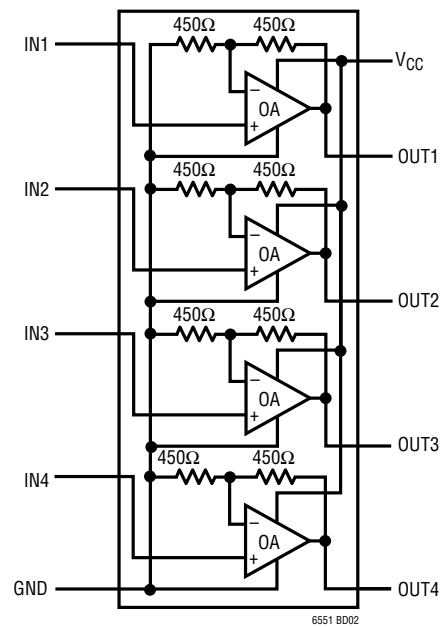 450Ω 450Ω
IN1
VCC
− OA
+
OUT1
450Ω 450Ω
IN2
− OA
+
OUT2
450Ω 450Ω
IN3
− OA
+
OUT3
450Ω 450Ω
IN4
− OA
+
GND
OUT4
6551 BD02